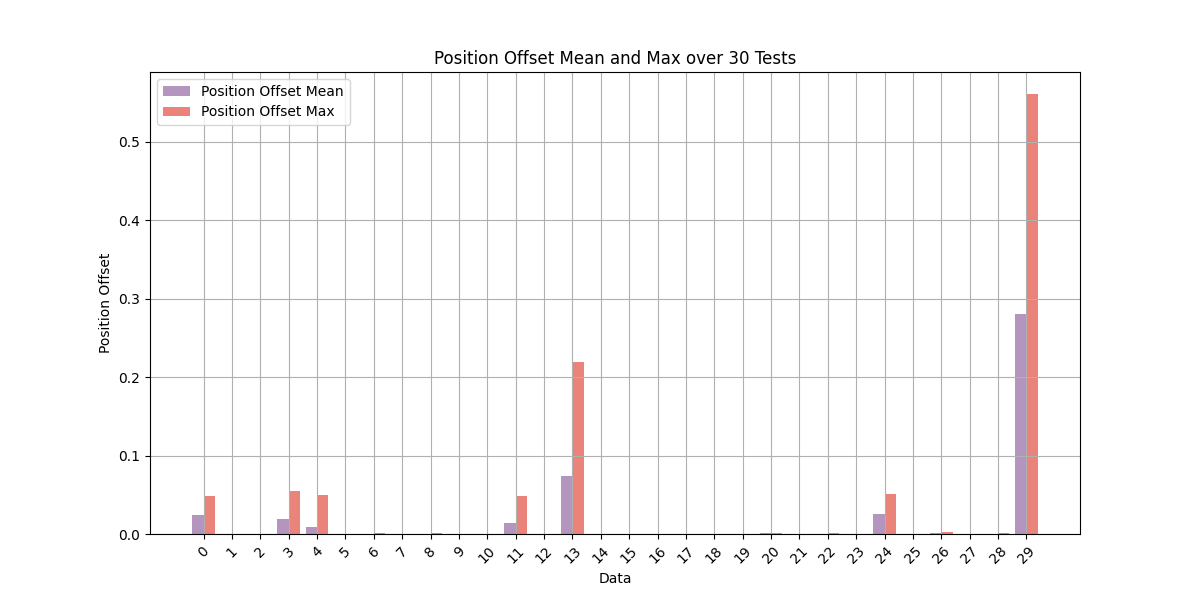 Position Offset Mean and Max over 30 Tests
Position Offset Mean
Position Offset Max
Position Offset
0.5
0.4
0.3
0.2
0.1
0.0
0 1 2 3 4 5 6 7 8 9 10 11 12 13 14 15 16 17 18 19 20 21 22 23 24 25 26 27 28 29
Data